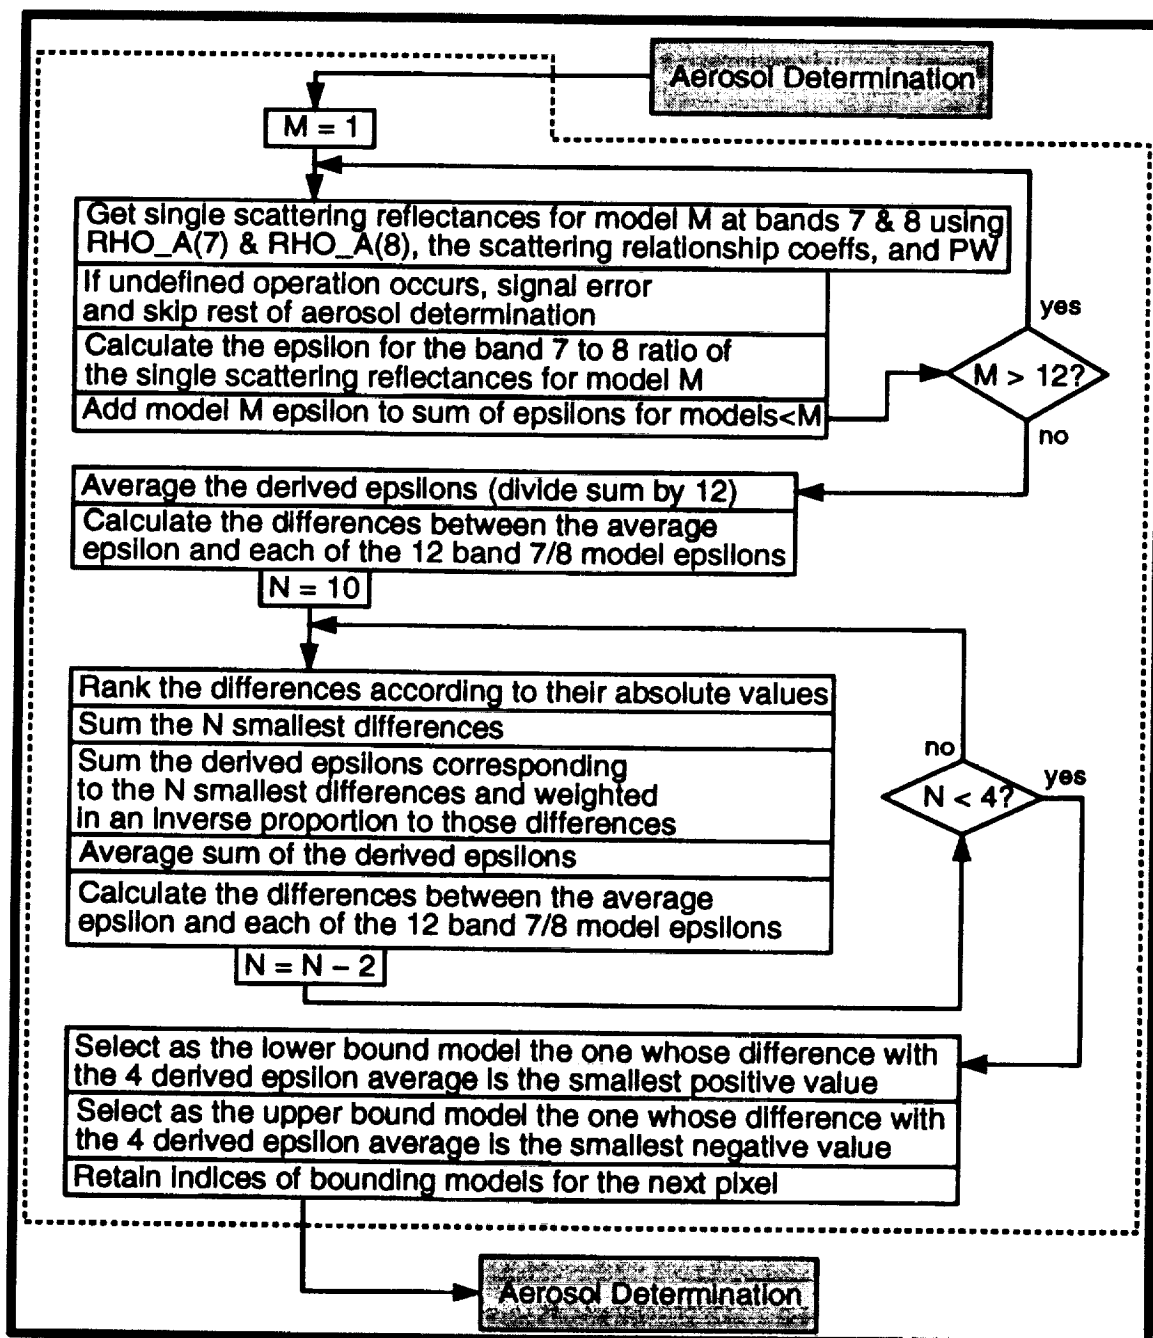 Aerosol Determination
M = 1
Get single scattering reflectances for model M at bands 7 & 8 using
RHO_A(7) & RHO_A(8), the scattering relationship coeffs, and PW
If undefined operation occurs, signal error
and skip rest of aerosol determination
Calculate the epsilon for the band 7 to 8 ratio of
the single scattering reflectances for model M
Add model M epsilon to sum of epsilons for models<M
yes
M > 12?
no
Average the derived epsilons (divide sum by 12)
Calculate the differences between the average
epsilon and each of the 12 band 7/8 model epsilons
N = 10
Rank the differences according to their absolute values
Sum the N smallest differences
Sum the derived epsilons corresponding
to the N smallest differences and weighted
in an inverse proportion to those differences
Average sum of the derived epsilons
Calculate the differences between the average
epsilon and each of the 12 band 7/8 model epsilons
N = N – 2
no
N < 4?
yes
Select as the lower bound model the one whose difference with
the 4 derived epsilon average is the smallest positive value
Select as the upper bound model the one whose difference with
the 4 derived epsilon average is the smallest negative value
Retain indices of bounding models for the next pixel
Aerosol Determination